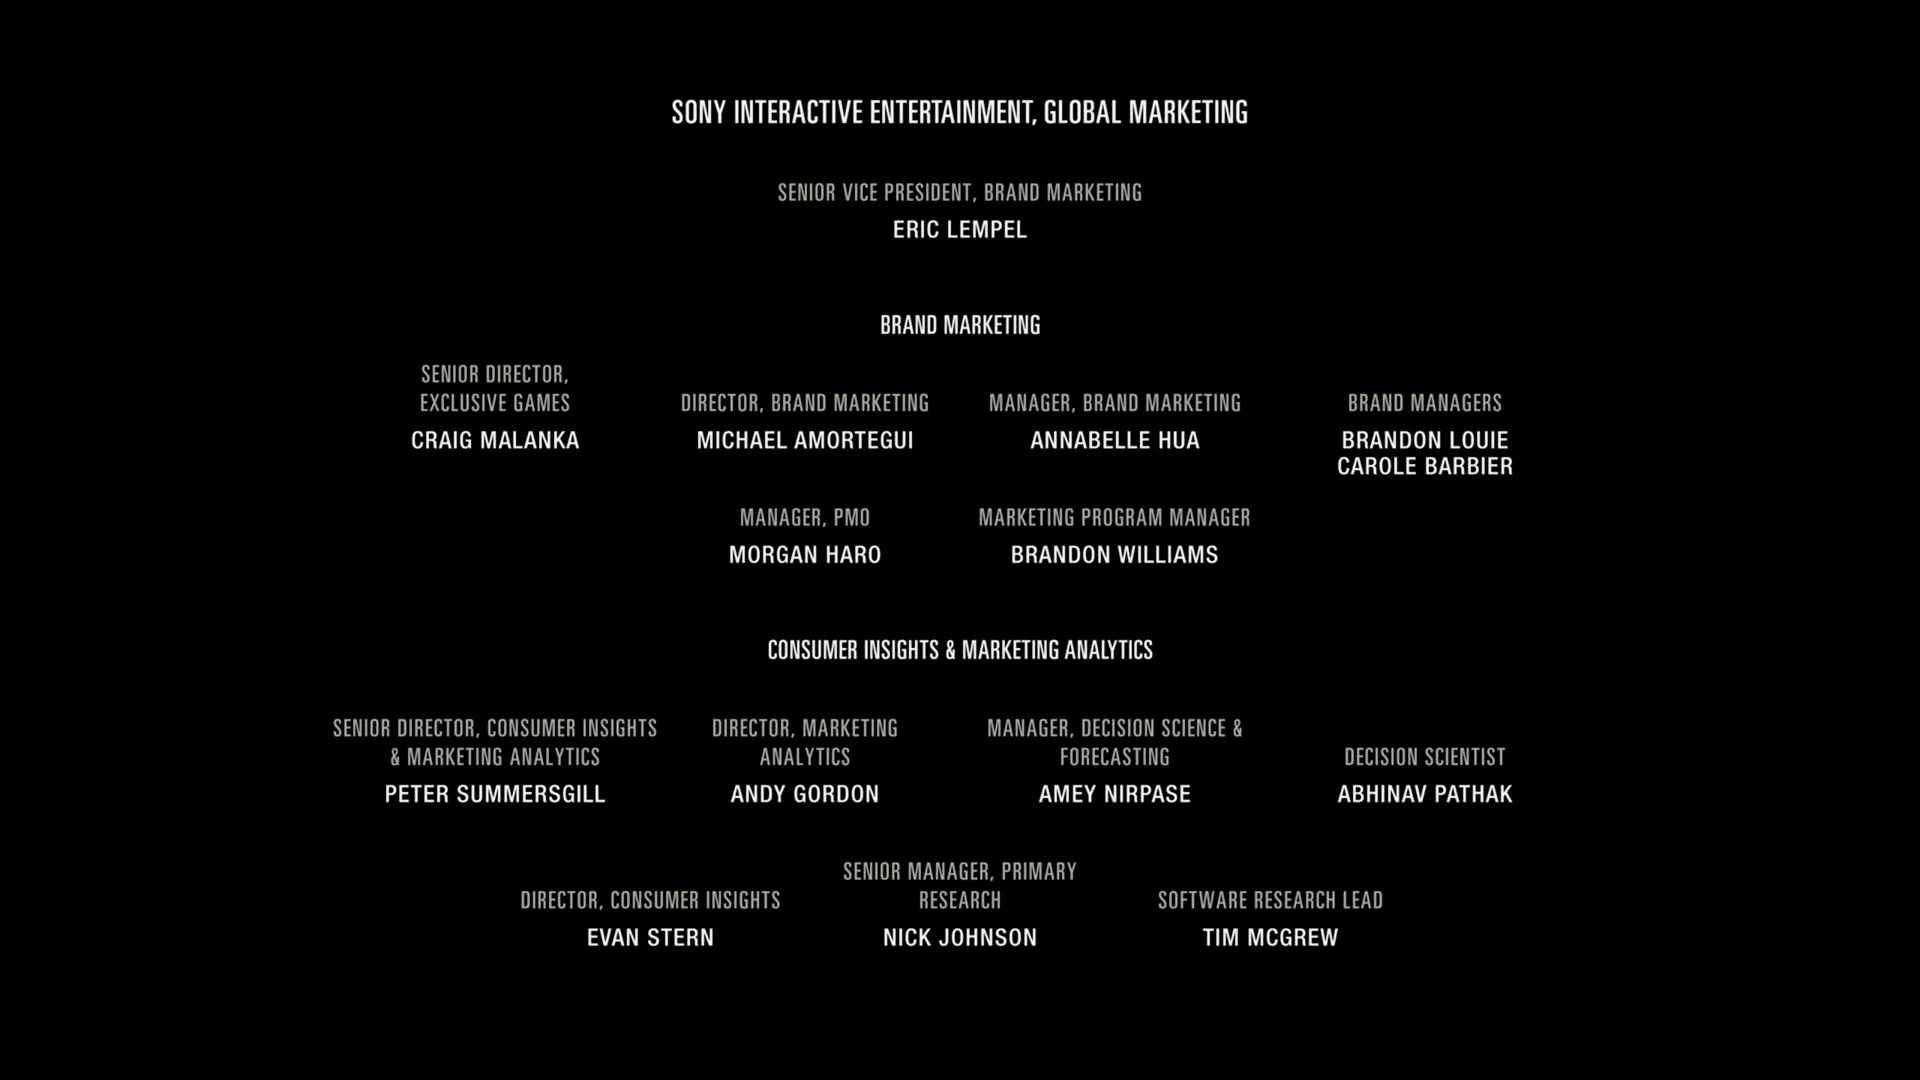 SONY INTERACTIVE ENTERTAINMENT, GLOBAL MARKETING
SENIOR VICE PRESIDENT, BRAND MARKETING
ERIC LEMPEL
BRAND MARKETING
SENIOR DIRECTOR,
EXCLUSIVE GAMES
CRAIG MALANKA
DIRECTOR, BRAND MARKETING
MICHAEL AMORTEGUI
MANAGER, BRAND MARKETING
ANNABELLE HUA
BRAND MANAGERS
BRANDON LOUIE
CAROLE BARBIER
MANAGER, PMO
MORGAN HARO
MARKETING PROGRAM MANAGER
BRANDON WILLIAMS
CONSUMER INSIGHTS & MARKETING ANALYTICS
SENIOR DIRECTOR, CONSUMER INSIGHTS
& MARKETING ANALYTICS
PETER SUMMERSGILL
DIRECTOR, MARKETING
ANALYTICS
ANDY GORDON
MANAGER, DECISION SCIENCE &
FORECASTING
AMEY NIRPASE
DECISION SCIENTIST
ABHINAV PATHAK
DIRECTOR, CONSUMER INSIGHTS
EVAN STERN
SENIOR MANAGER, PRIMARY
RESEARCH
NICK JOHNSON
SOFTWARE RESEARCH LEAD
TIM MCGREW